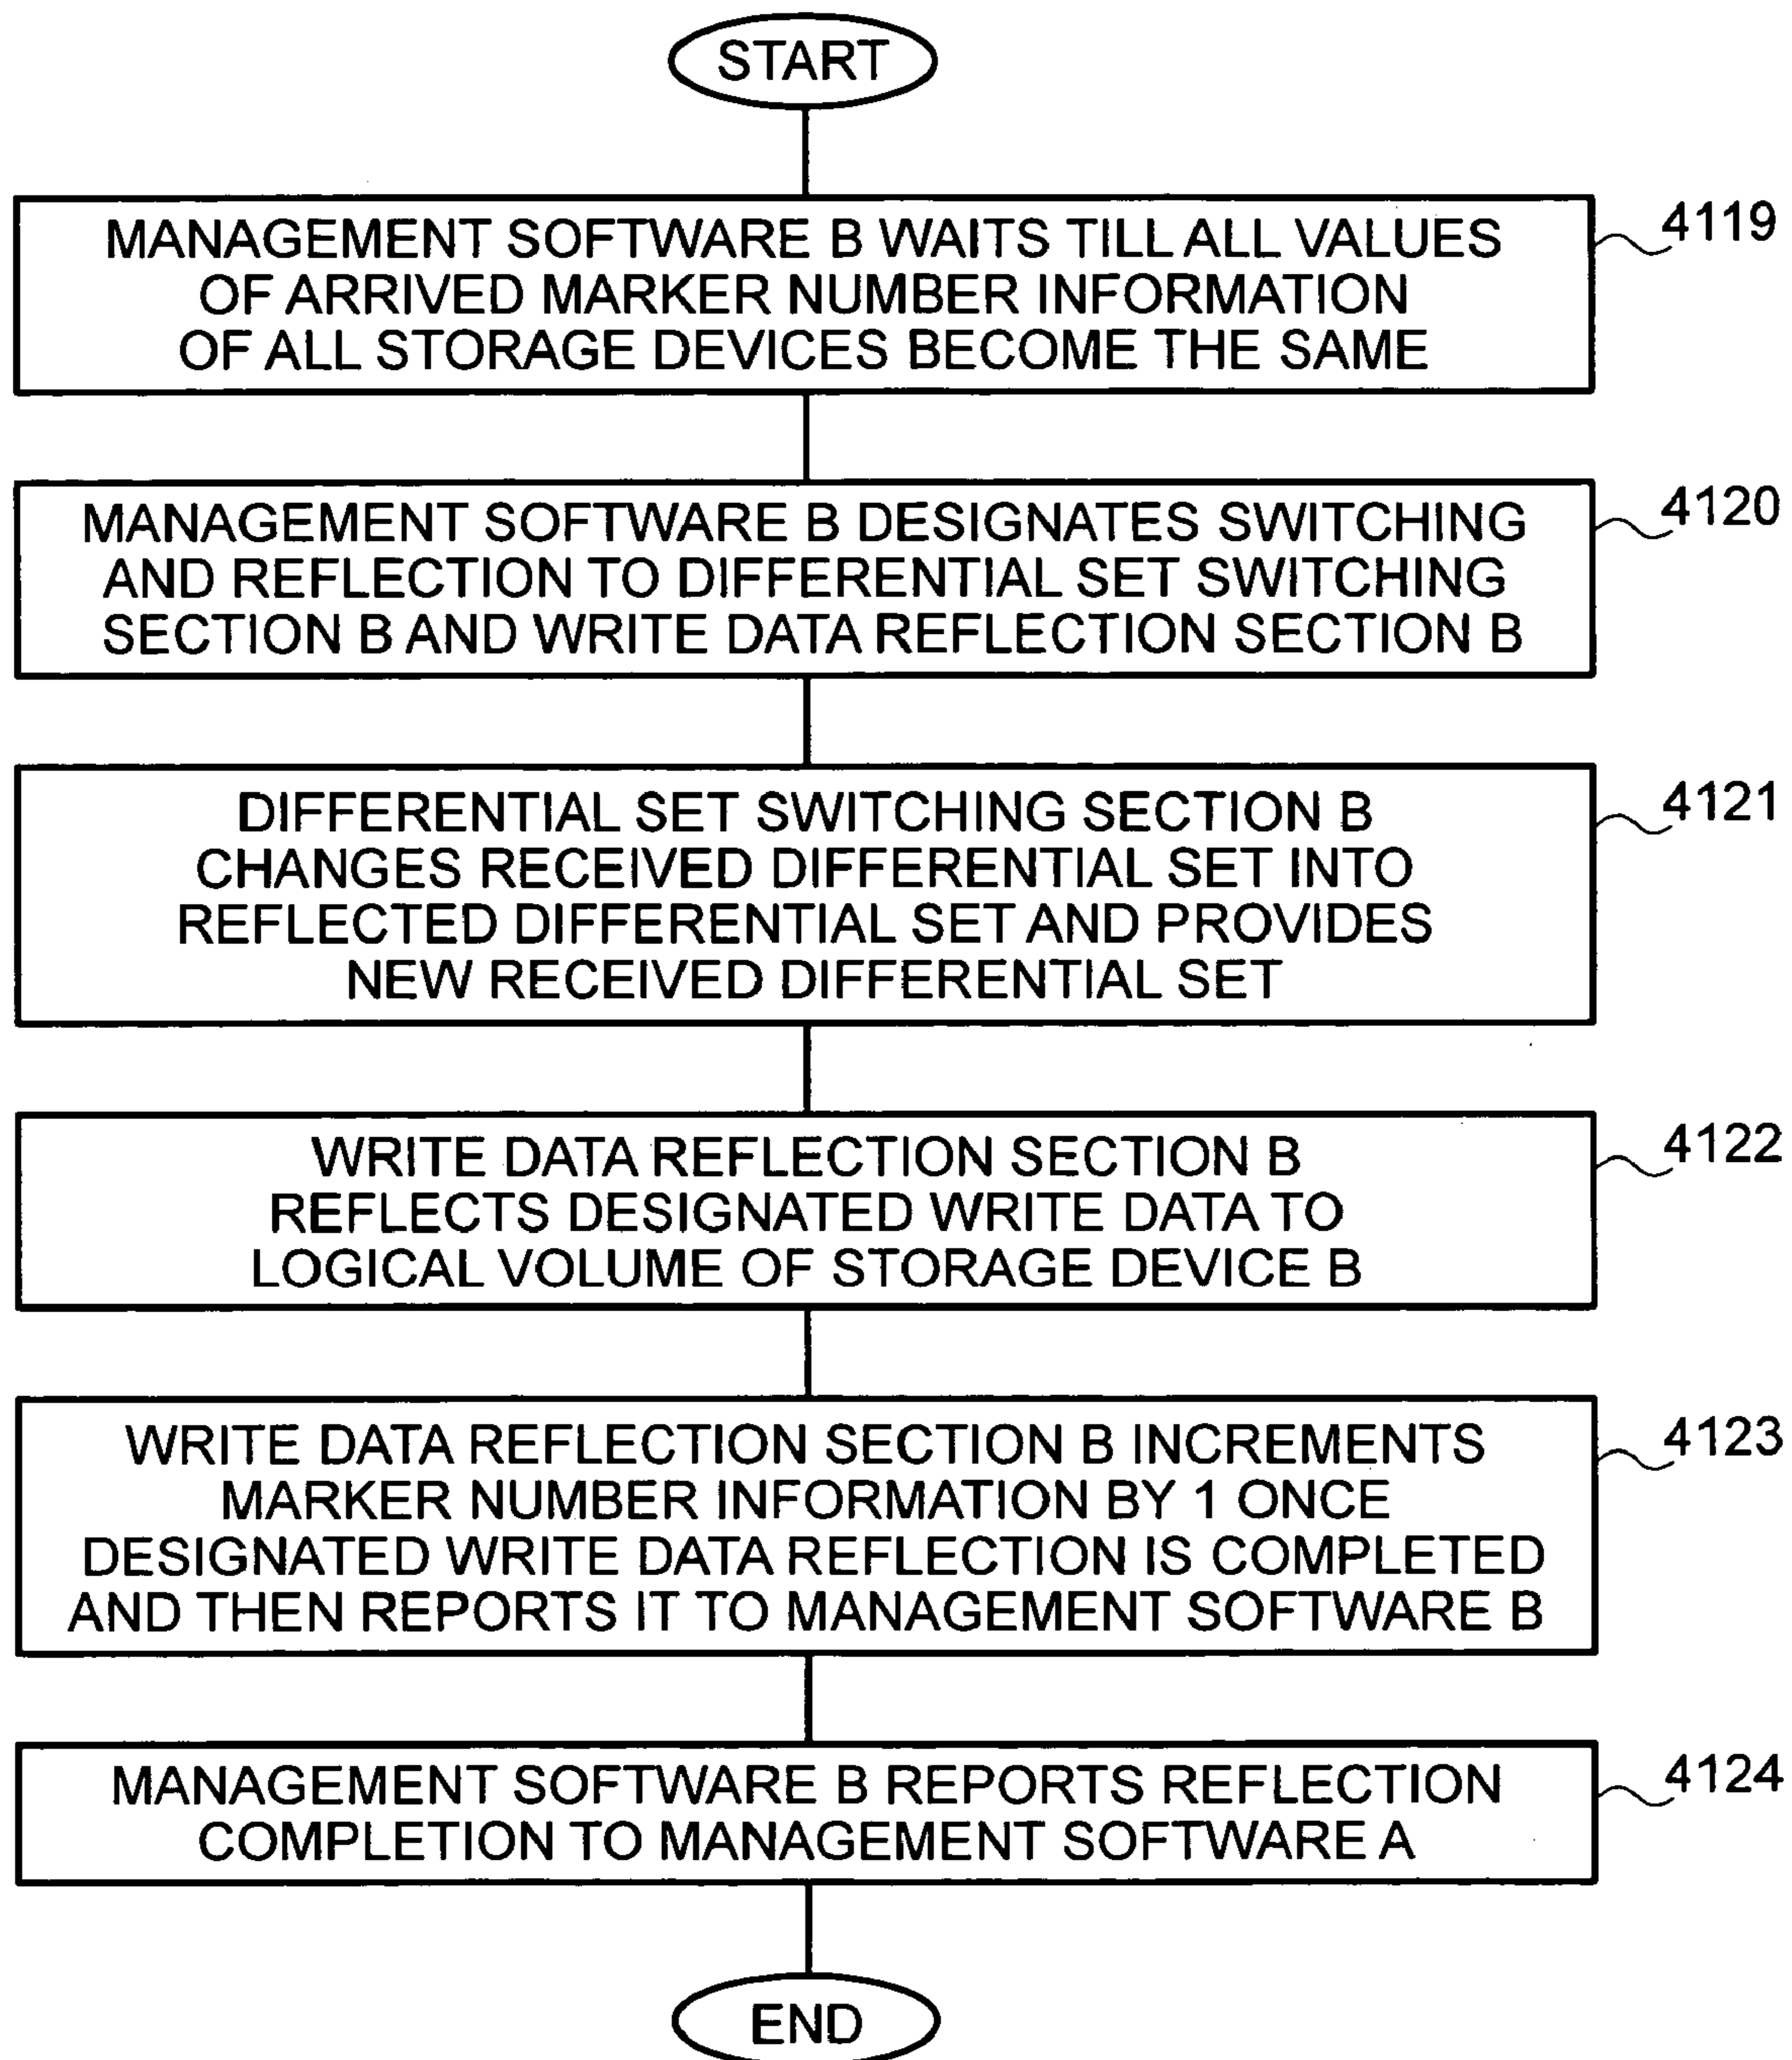 START
MANAGEMENT SOFTWARE B WAITS TILL ALL VALUES
OF ARRIVED MARKER NUMBER INFORMATION
OF ALL STORAGE DEVICES BECOME THE SAME
4119
MANAGEMENT SOFTWARE B DESIGNATES SWITCHING
AND REFLECTION TO DIFFERENTIAL SET SWITCHING
SECTION B AND WRITE DATA REFLECTION SECTION B
4120
DIFFERENTIAL SET SWITCHING SECTION B
CHANGES RECEIVED DIFFERENTIAL SET INTO
REFLECTED DIFFERENTIAL SET AND PROVIDES
NEW RECEIVED DIFFERENTIAL SET
4121
WRITE DATA REFLECTION SECTION B
REFLECTS DESIGNATED WRITE DATA TO
LOGICAL VOLUME OF STORAGE DEVICE B
4122
WRITE DATA REFLECTION SECTION B INCREMENTS
MARKER NUMBER INFORMATION BY 1 ONCE
DESIGNATED WRITE DATA REFLECTION IS COMPLETED
AND THEN REPORTS IT TO MANAGEMENT SOFTWARE B
4123
MANAGEMENT SOFTWARE B REPORTS REFLECTION
COMPLETION TO MANAGEMENT SOFTWARE A
4124
END